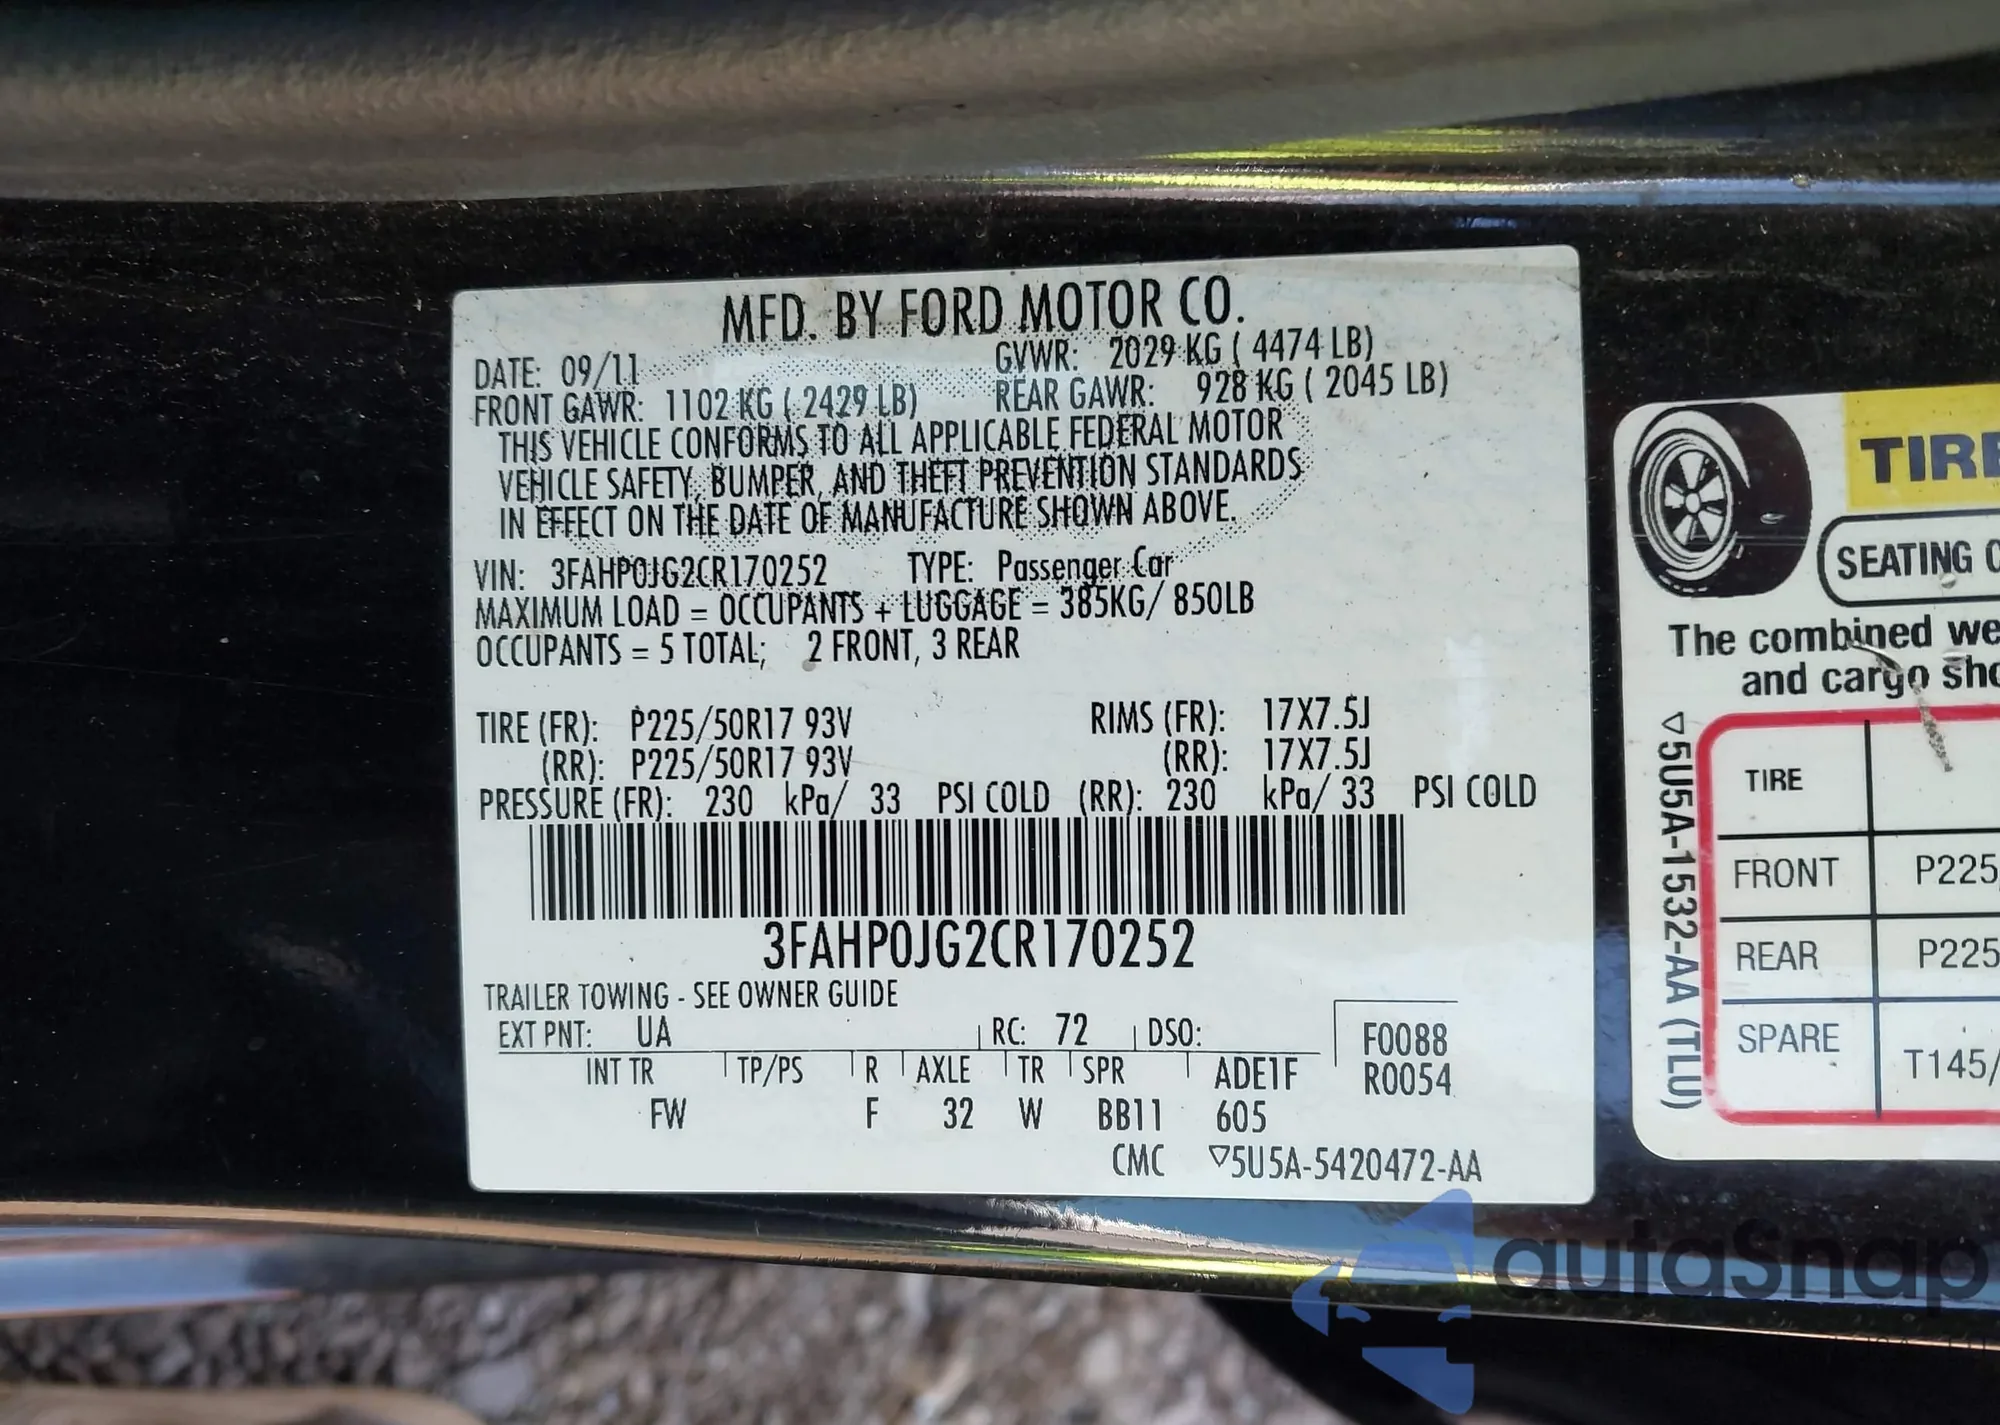 MFD. BY FORD MOTOR CO.
DATE: 09/11 GVWR: 2029 KG ( 4474 LB)
FRONT GAWR: 1102 KG ( 2429 LB) REAR GAWR: 928 KG ( 2045 LB)
THIS VEHICLE CONFORMS TO ALL APPLICABLE FEDERAL MOTOR
VEHICLE SAFETY, BUMPER, AND THEFT PREVENTION STANDARDS
IN EFFECT ON THE DATE OF MANUFACTURE SHOWN ABOVE.
VIN: 3FAHP0JG2CR170252 TYPE: Passenger Car
MAXIMUM LOAD = OCCUPANTS + LUGGAGE = 385KG/ 850LB
OCCUPANTS = 5 TOTAL; 2 FRONT, 3 REAR
TIRE (FR): P225/50R17 93V RIMS (FR): 17X7.5J
(RR): P225/50R17 93V (RR): 17X7.5J
PRESSURE (FR): 230 kPa/ 33 PSI COLD (RR): 230 kPa/ 33 PSI COLD
3FAHP0JG2CR170252
TRAILER TOWING - SEE OWNER GUIDE
EXT PNT: UA RC: 72 DSO: F0088
INT TR TP/PS R AXLE TR SPR ADE1F R0054
FW F 32 W BB11 605
CMC ▽5U5A-5420472-AA
TIRE
SEATING
The combined
and cargo
▽5U5A-1532-AA (TLU)
TIRE
FRONT P225
REAR P225
SPARE T145/
autasnap